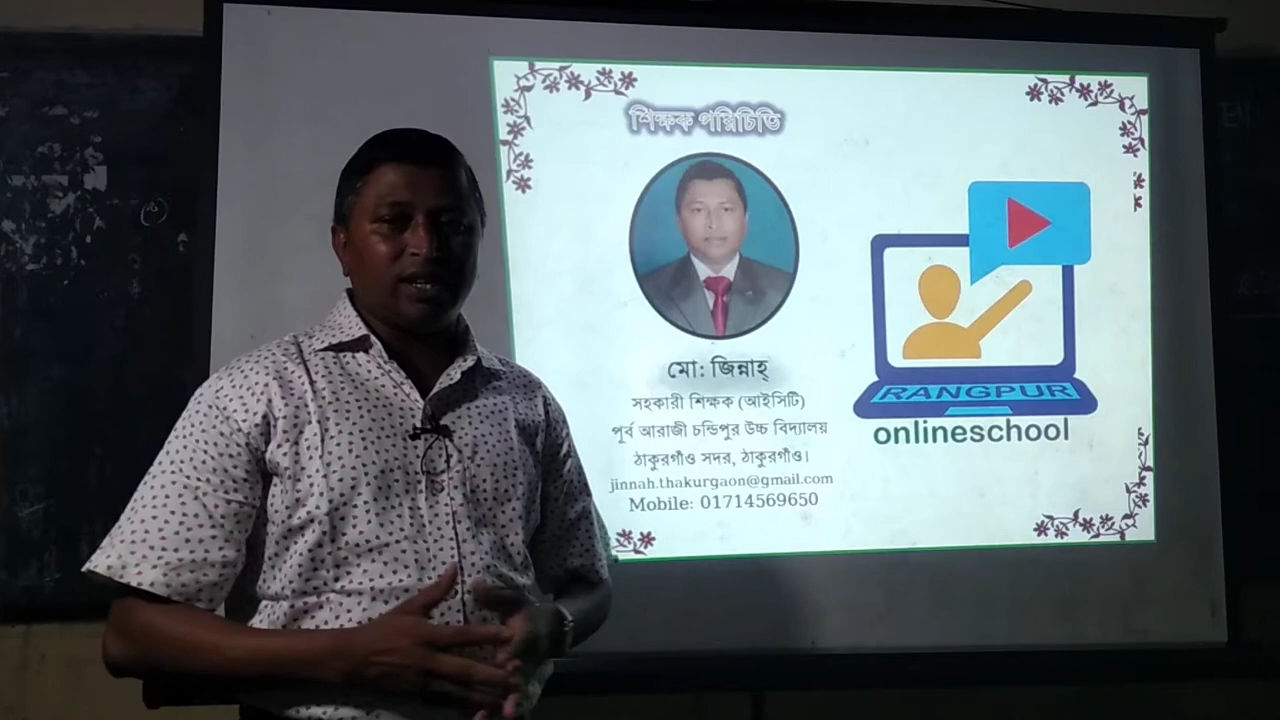 শিক্ষক পরিচিতি
মো: জিন্নাহ্
সহকারী শিক্ষক (আইসিটি)
পূর্ব আরাজী চন্ডিপুর উচ্চ বিদ্যালয়
ঠাকুরগাঁও সদর, ঠাকুরগাঁও।
jinnah.thakurgaon@gmail.com
Mobile: 01714569650
RANGPUR
onlineschool